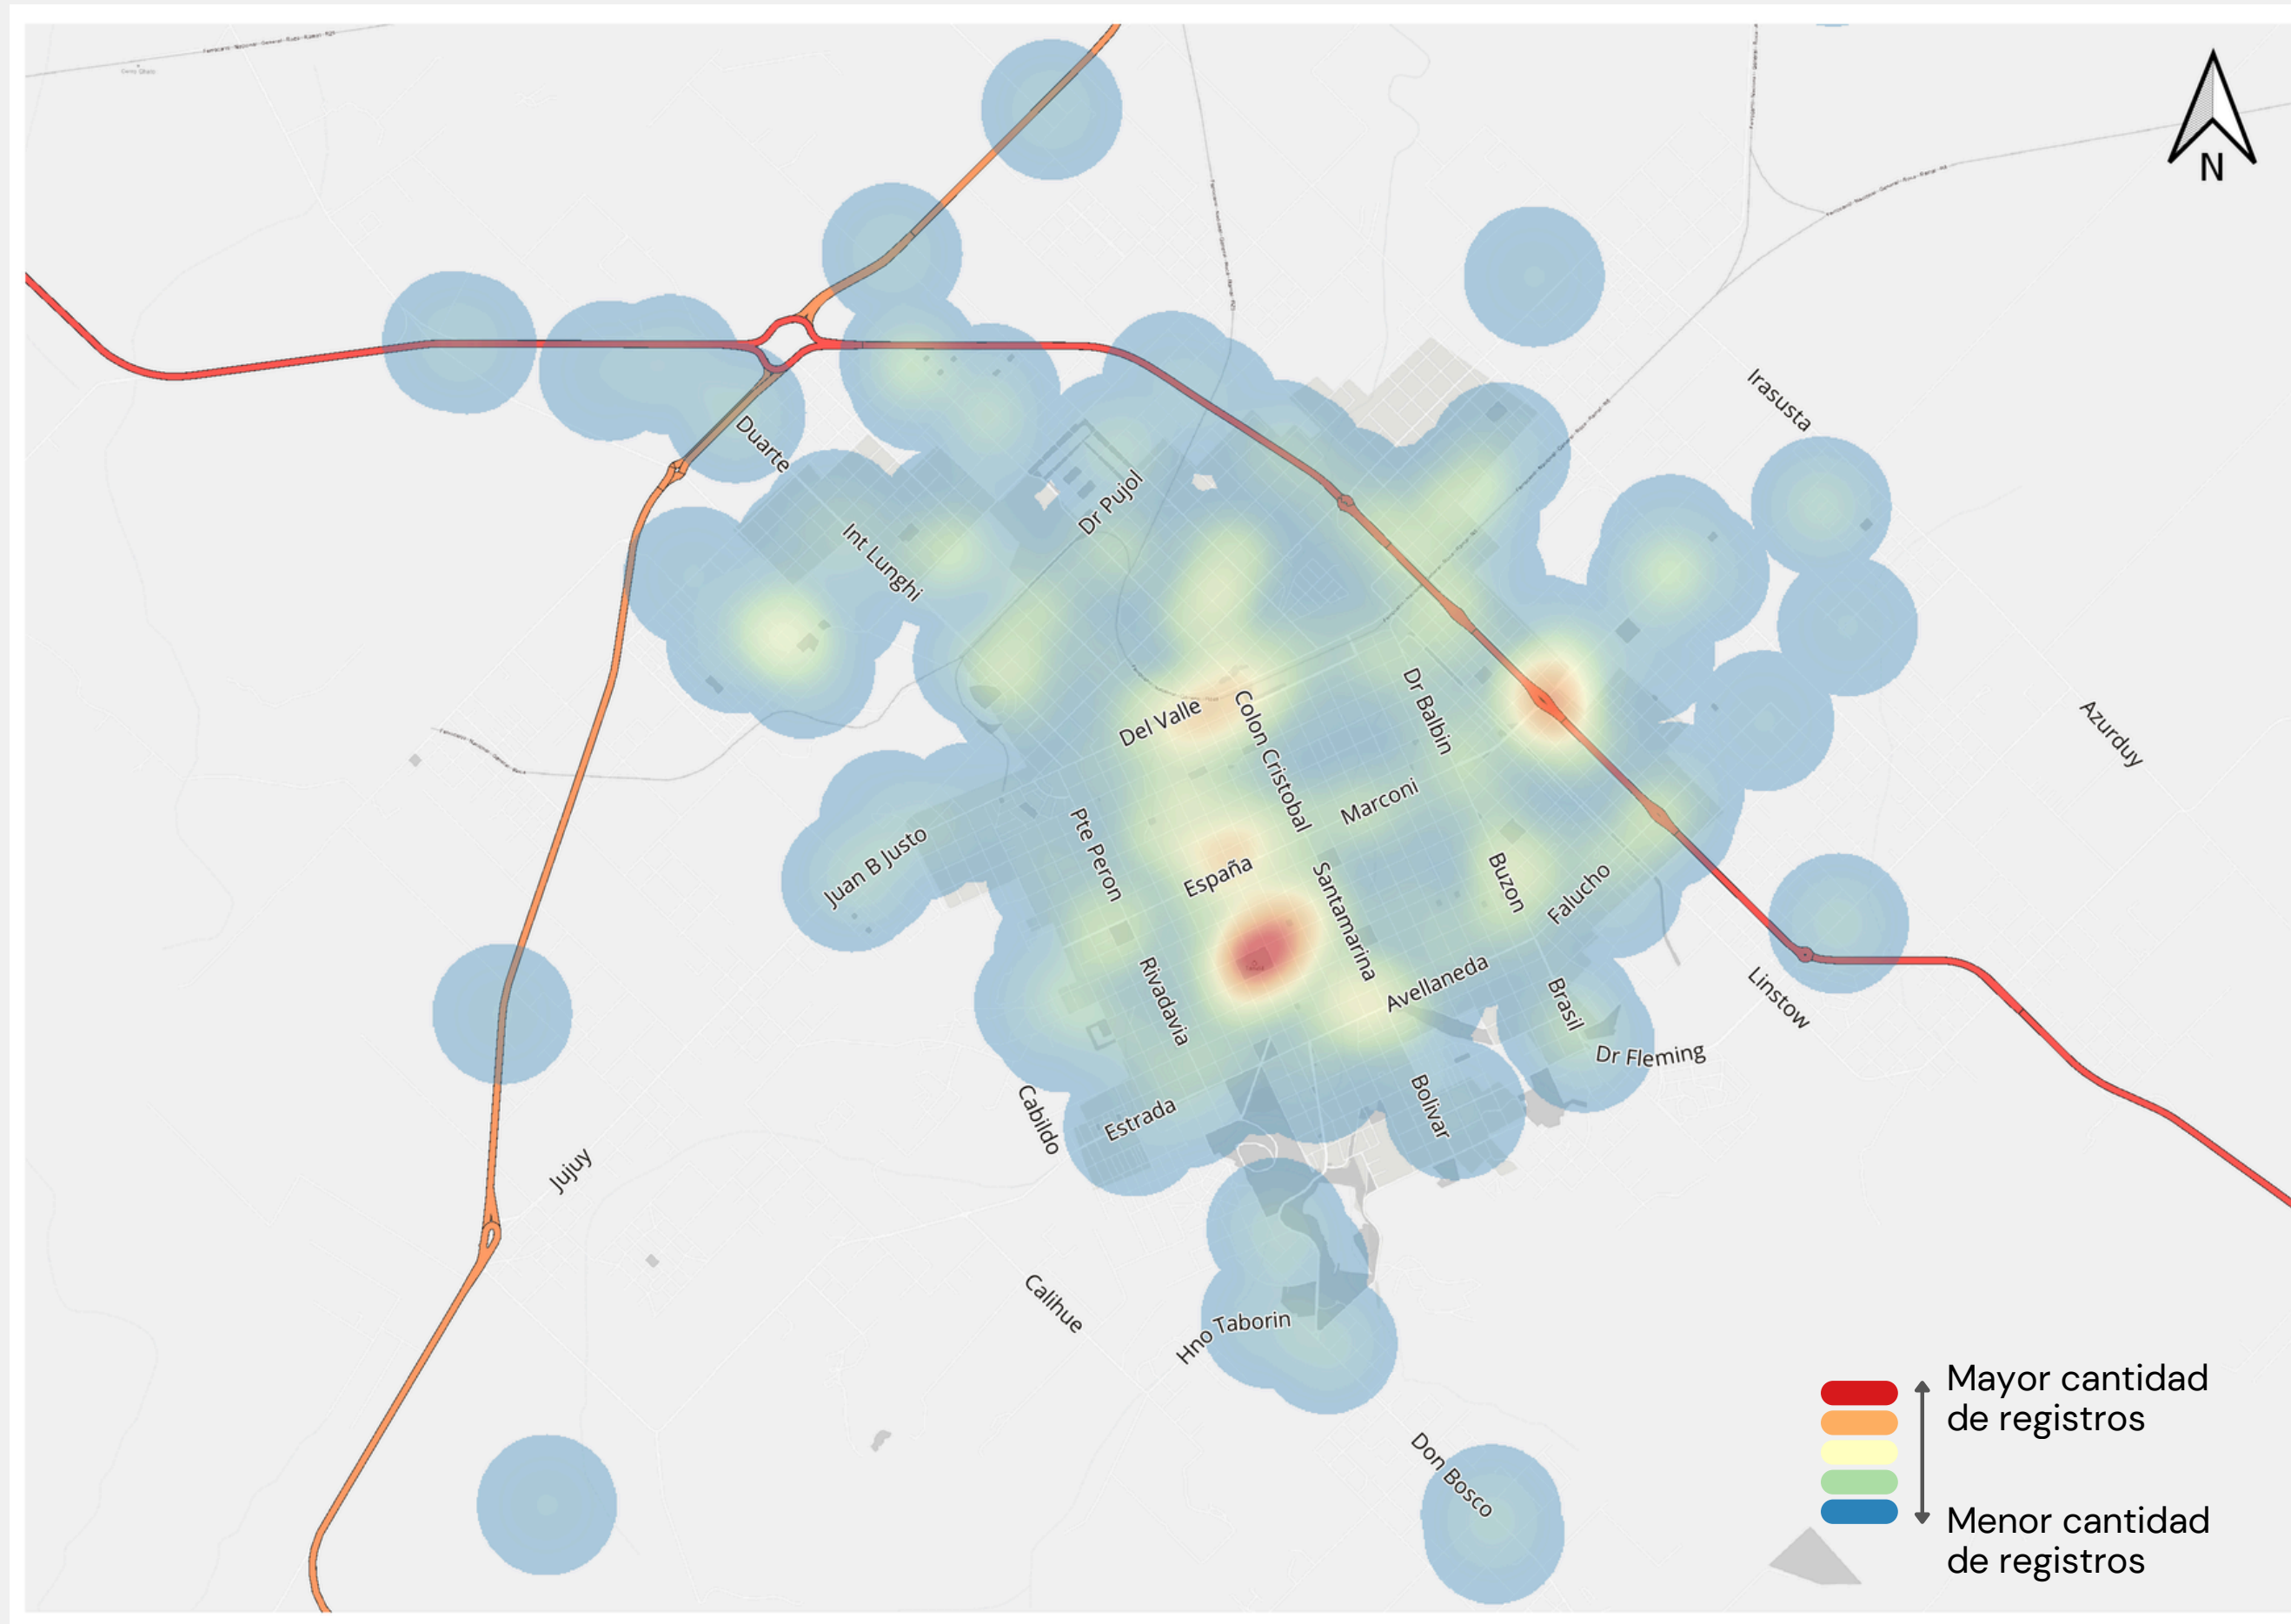 N
Irasusta
Duarte
Dr Pujol
Int Lunghi
Del Valle
Colon Cristobal
Dr Balbin
Azurduy
Marconi
Pte Peron
Juan B Justo
España
Santamarina
Buzon
Falucho
Rivadavia
Avellaneda
Brasil
Linstow
Dr Fleming
Cabildo
Estrada
Bolivar
Jujuy
Calihue
Hno Taborin
Don Bosco
Mayor cantidad
de registros
Menor cantidad
de registros